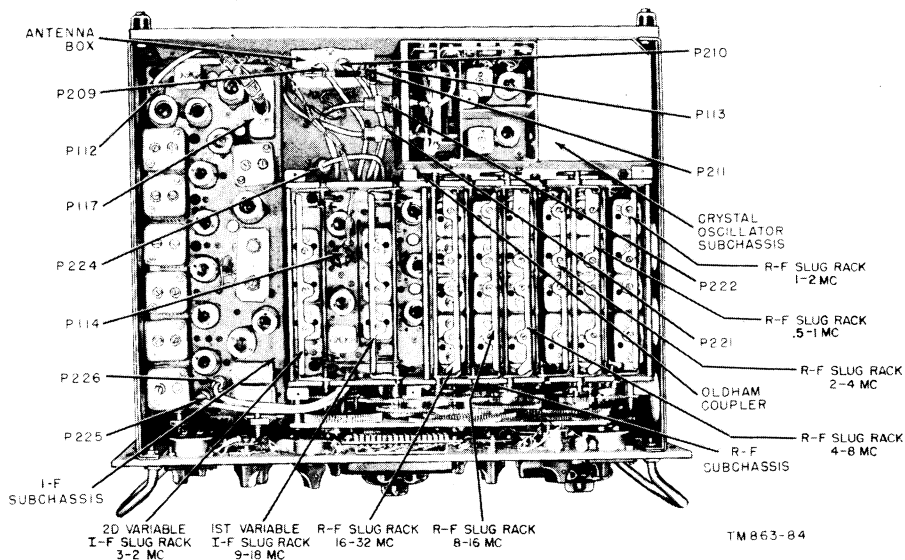 ANTENNA
BOX
P209
P112
P117
P224
P114
P226
P225
I-F
SUBCHASSIS
2D VARIABLE
I-F SLUG RACK
3-2 MC
1ST VARIABLE
I-F SLUG RACK
9-18 MC
R-F SLUG RACK
16-32 MC
R-F SLUG RACK
8-16 MC
P210
P113
P211
CRYSTAL
OSCILLATOR
SUBCHASSIS
R-F SLUG RACK
1-2 MC
P222
R-F SLUG RACK
.5-1 MC
P221
R-F SLUG RACK
2-4 MC
OLDHAM
COUPLER
R-F SLUG RACK
4-8 MC
R-F
SUBCHASSIS
TM863-84